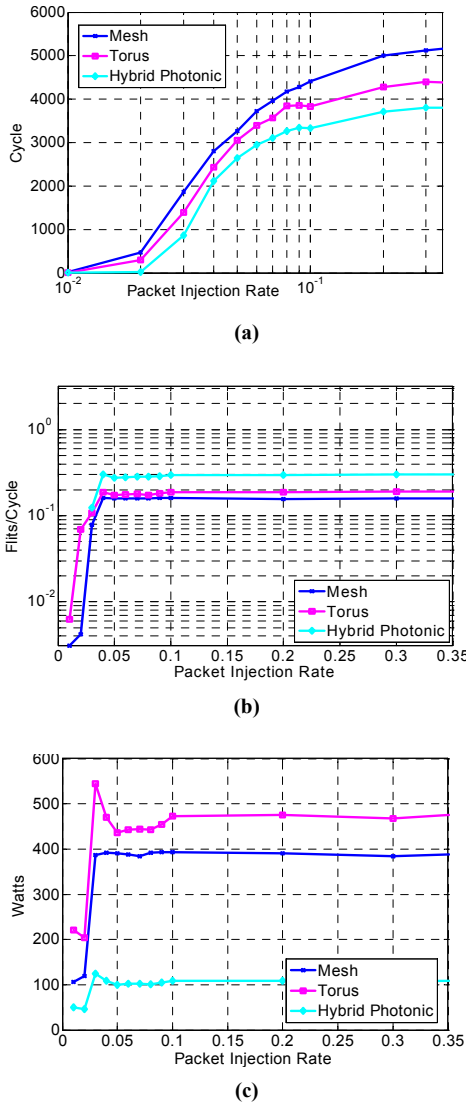 6000
5000
4000
3000
2000
1000
0
Cycle
Mesh
Torus
Hybrid Photonic
10-2
Packet Injection Rate
10-1
(a)
100
10-1
10-2
Flits/Cycle
Mesh
Torus
Hybrid Photonic
0 0.05 0.1 0.15 0.2 0.25 0.3 0.35
Packet Injection Rate
(b)
600
500
400
300
200
100
0
Watts
Mesh
Torus
Hybrid Photonic
0 0.05 0.1 0.15 0.2 0.25 0.3 0.35
Packet Injection Rate
(c)